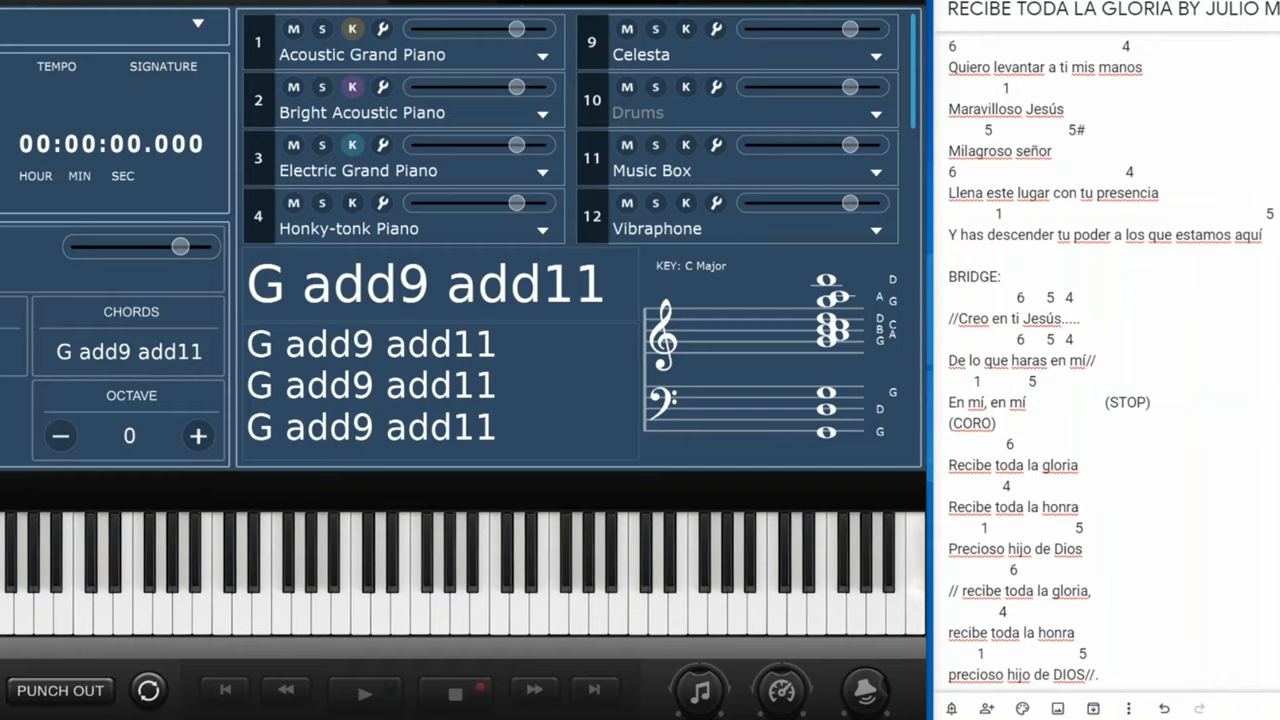 TEMPO SIGNATURE
00:00:00.000
HOUR MIN SEC
CHORDS
G add9 add11
OCTAVE
0
1 M S K
Acoustic Grand Piano
2 M S K
Bright Acoustic Piano
3 M S K
Electric Grand Piano
4 M S K
Honky-tonk Piano
9 M S K
Celesta
10 M S K
Drums
11 M S K
Music Box
12 M S K
Vibraphone
G add9 add11
G add9 add11
G add9 add11
G add9 add11
KEY: C Major
D
A G
D C
B A
G
G
D
G
PUNCH OUT
RECIBE TODA LA GLORIA BY JULIO M
6 4
Quiero levantar a ti mis manos
1
Maravilloso Jesús
5 5#
Milagroso señor
6 4
Llena este lugar con tu presencia
1 5
Y has descender tu poder a los que estamos aquí
BRIDGE:
6 5 4
//Creo en ti Jesús.....
6 5 4
De lo que haras en mí//
1 5
En mí, en mí (STOP)
(CORO)
6
Recibe toda la gloria
4
Recibe toda la honra
1 5
Precioso hijo de Dios
6
// recibe toda la gloria,
4
recibe toda la honra
1 5
precioso hijo de DIOS//.